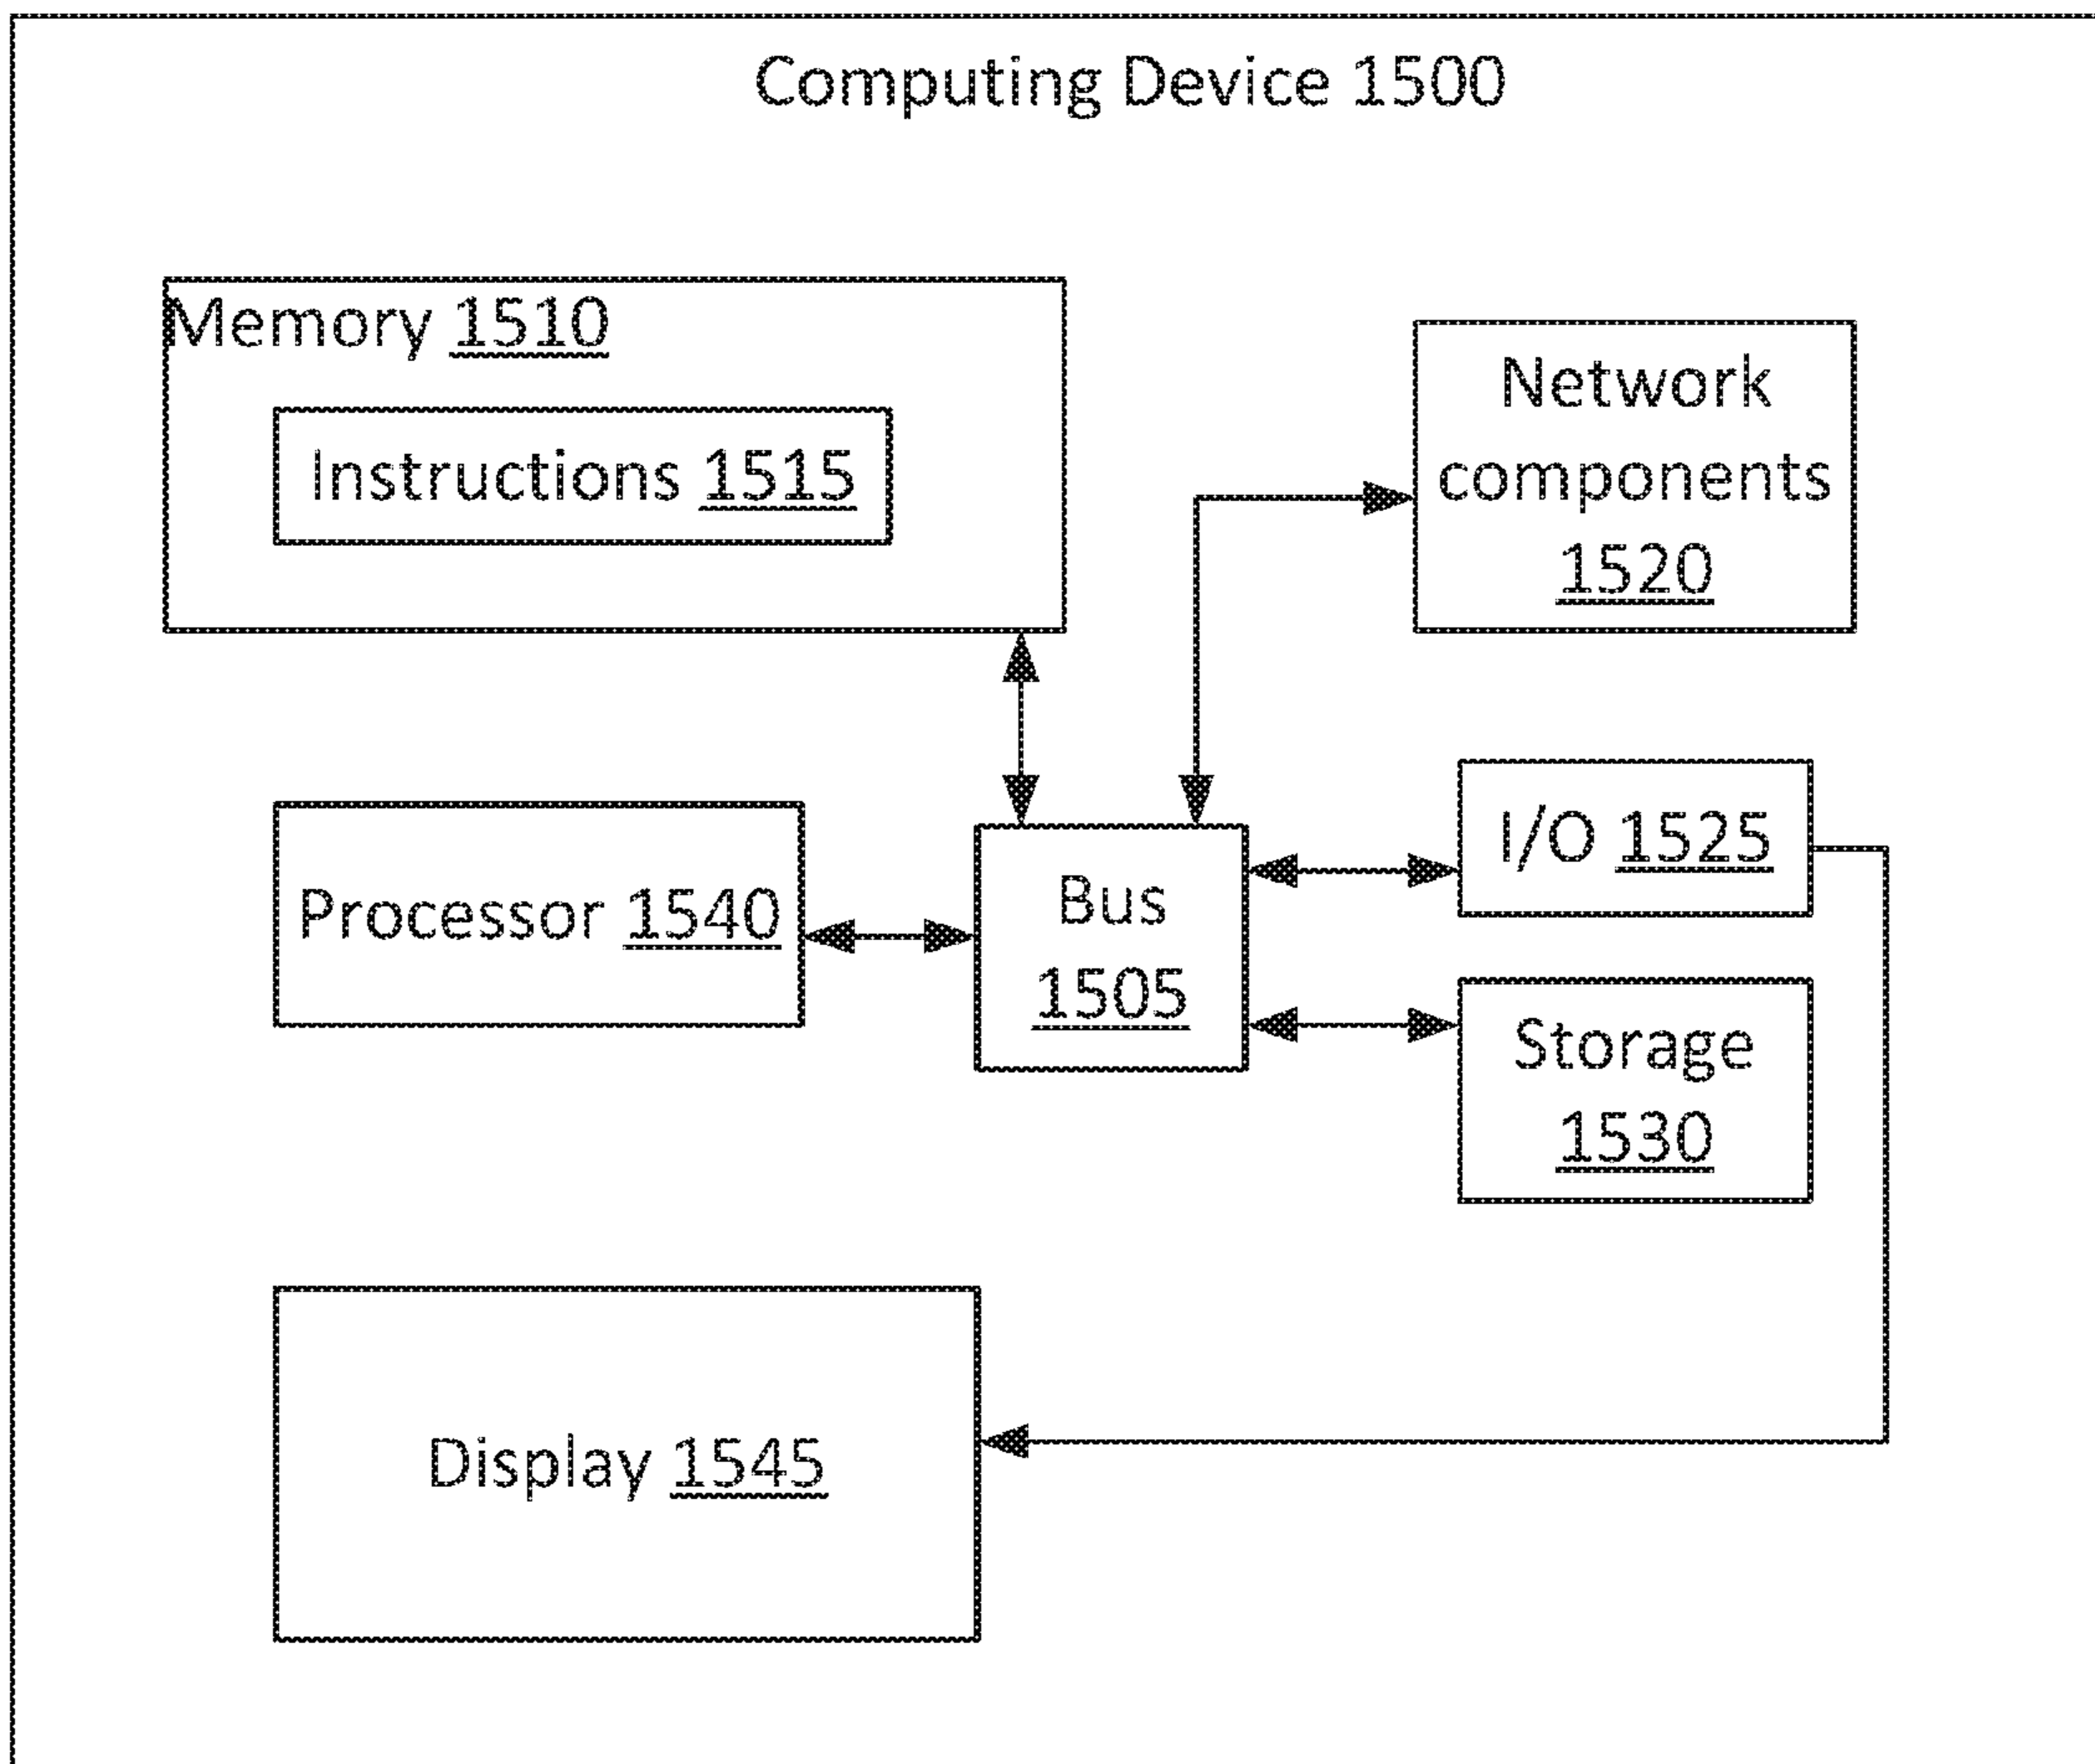 Computing Device 1500
Memory 1510
Instructions 1515
Network
components
1520
I/O 1525
Processor 1540
Bus
1505
Storage
1530
Display 1545